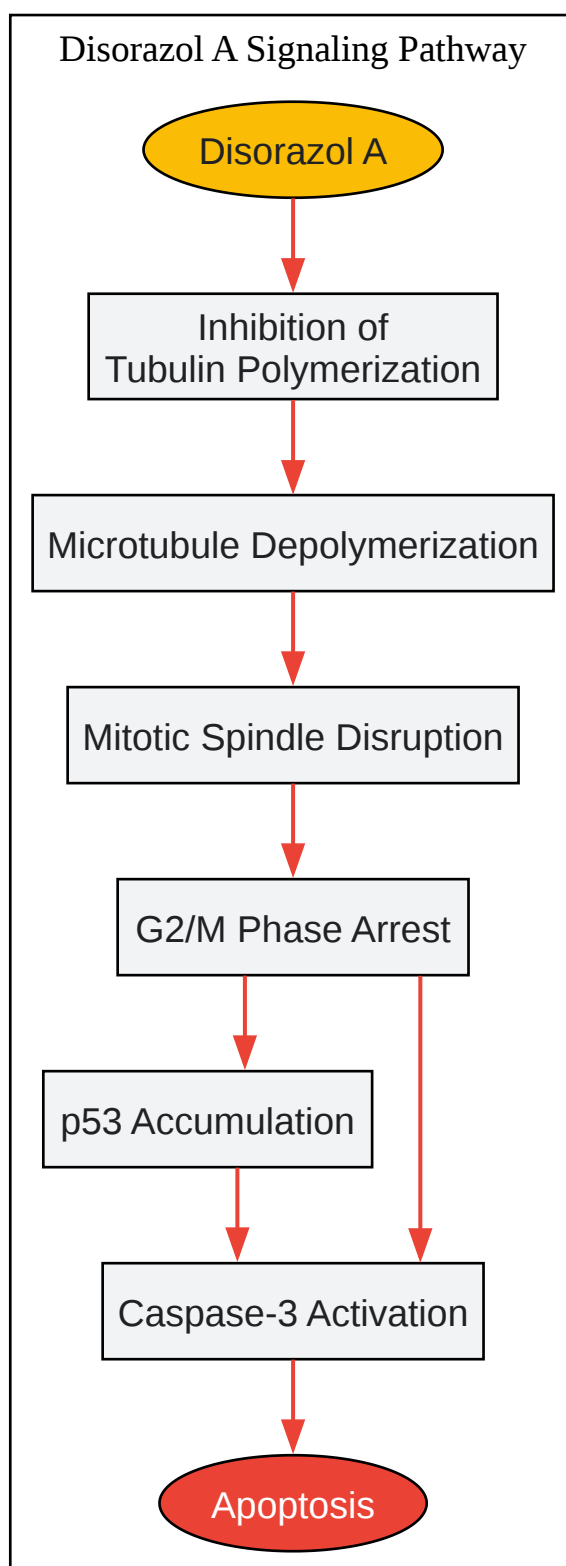 Disorazol A Signaling Pathway
Disorazol A
Inhibition of
Tubulin Polymerization
Microtubule Depolymerization
Mitotic Spindle Disruption
G2/M Phase Arrest
p53 Accumulation
Caspase-3 Activation
Apoptosis